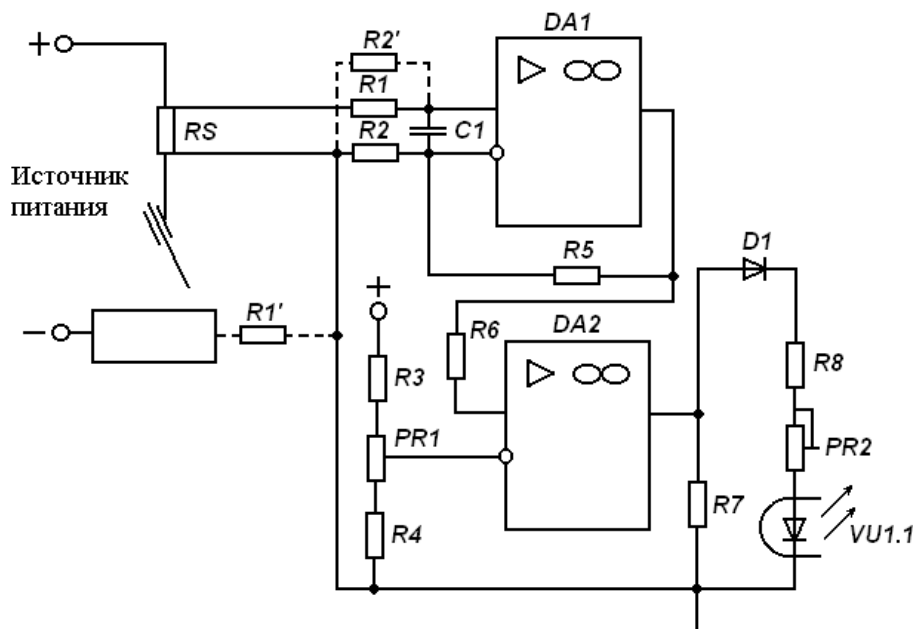 DA1
R2'
+
R1
RS
C1
R2
Источник
питания
R5
D1
+
DA2
R1'
R6
−
R3
R8
PR1
PR2
R7
R4
VU1.1